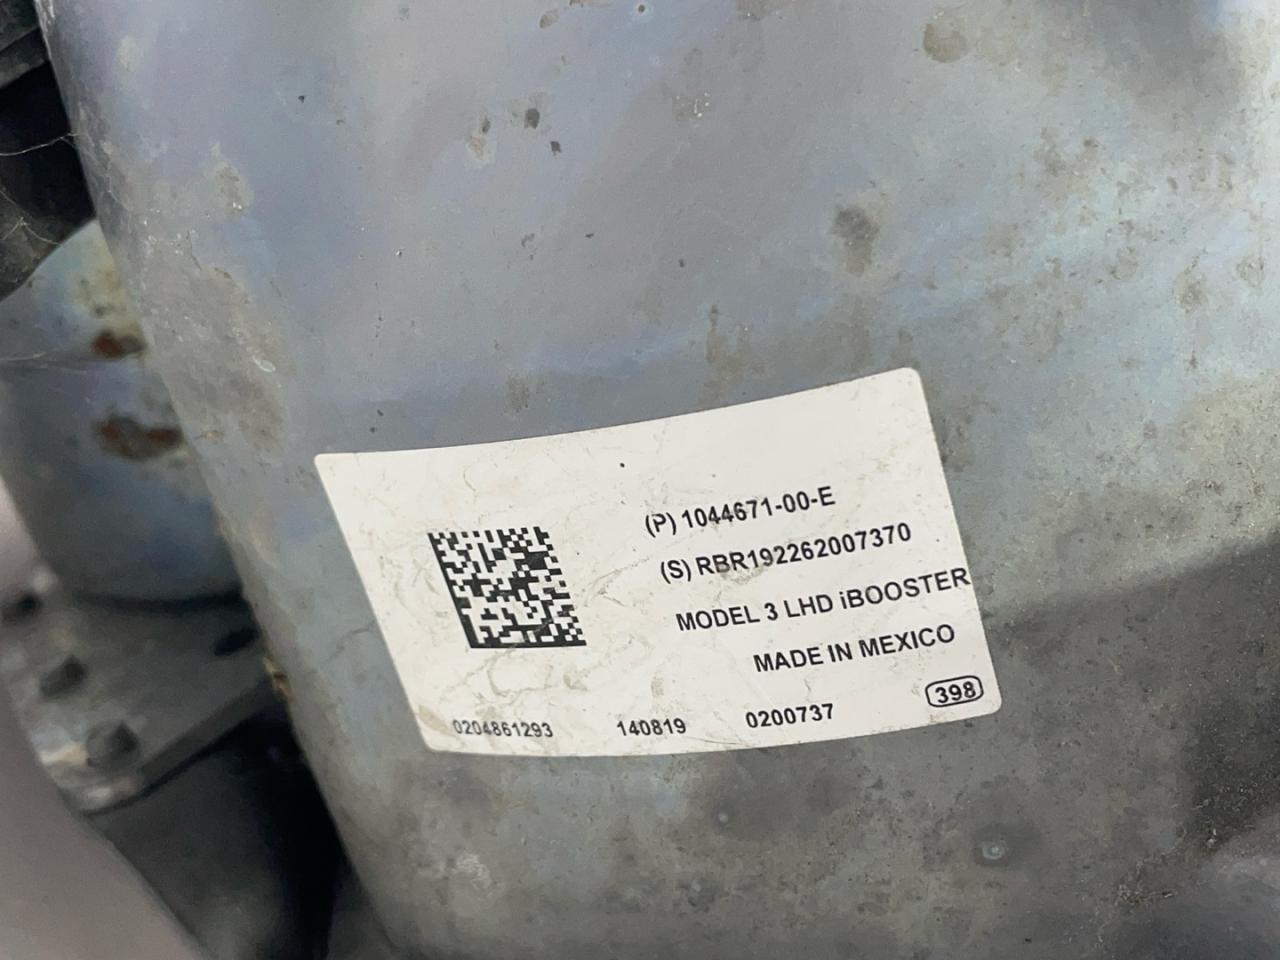 (P) 1044671-00-E
(S) RBR192262007370
MODEL 3 LHD iBOOSTER
MADE IN MEXICO
398
0204861293 140819 0200737